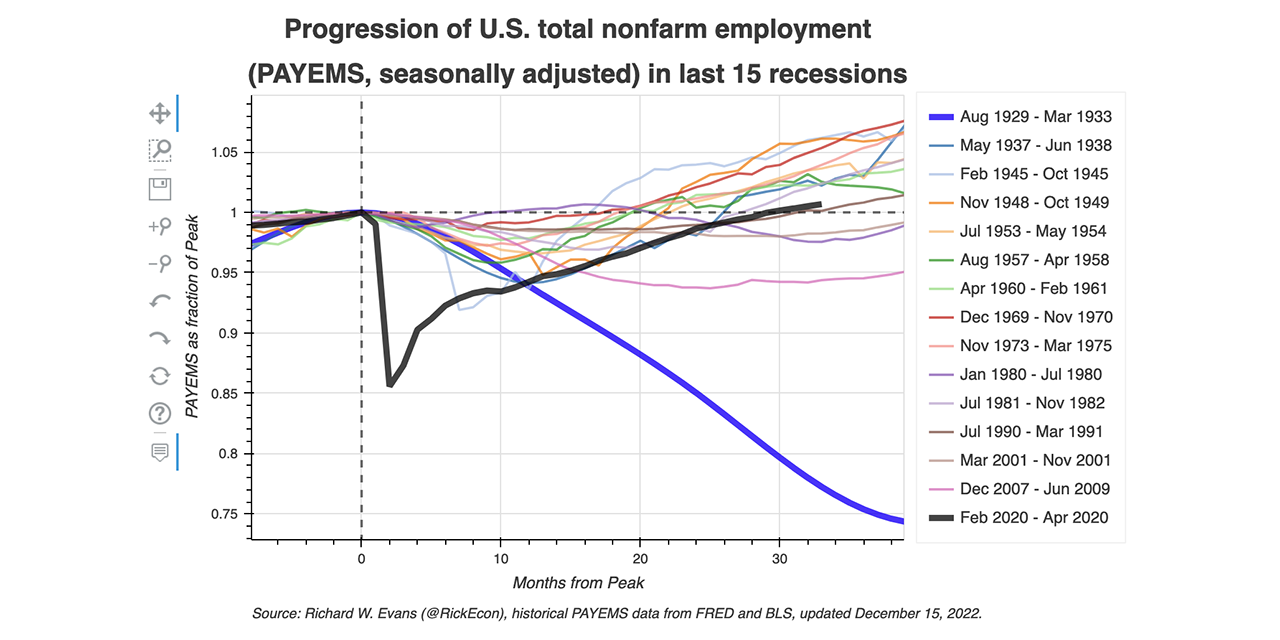 Progression of U.S. total nonfarm employment
(PAYEMS, seasonally adjusted) in last 15 recessions
PAYEMS as fraction of Peak
1.05
1
0.95
0.9
0.85
0.8
0.75
0
10
20
30
Months from Peak
Aug 1929 - Mar 1933
May 1937 - Jun 1938
Feb 1945 - Oct 1945
Nov 1948 - Oct 1949
Jul 1953 - May 1954
Aug 1957 - Apr 1958
Apr 1960 - Feb 1961
Dec 1969 - Nov 1970
Nov 1973 - Mar 1975
Jan 1980 - Jul 1980
Jul 1981 - Nov 1982
Jul 1990 - Mar 1991
Mar 2001 - Nov 2001
Dec 2007 - Jun 2009
Feb 2020 - Apr 2020
Source: Richard W. Evans (@RickEcon), historical PAYEMS data from FRED and BLS, updated December 15, 2022.